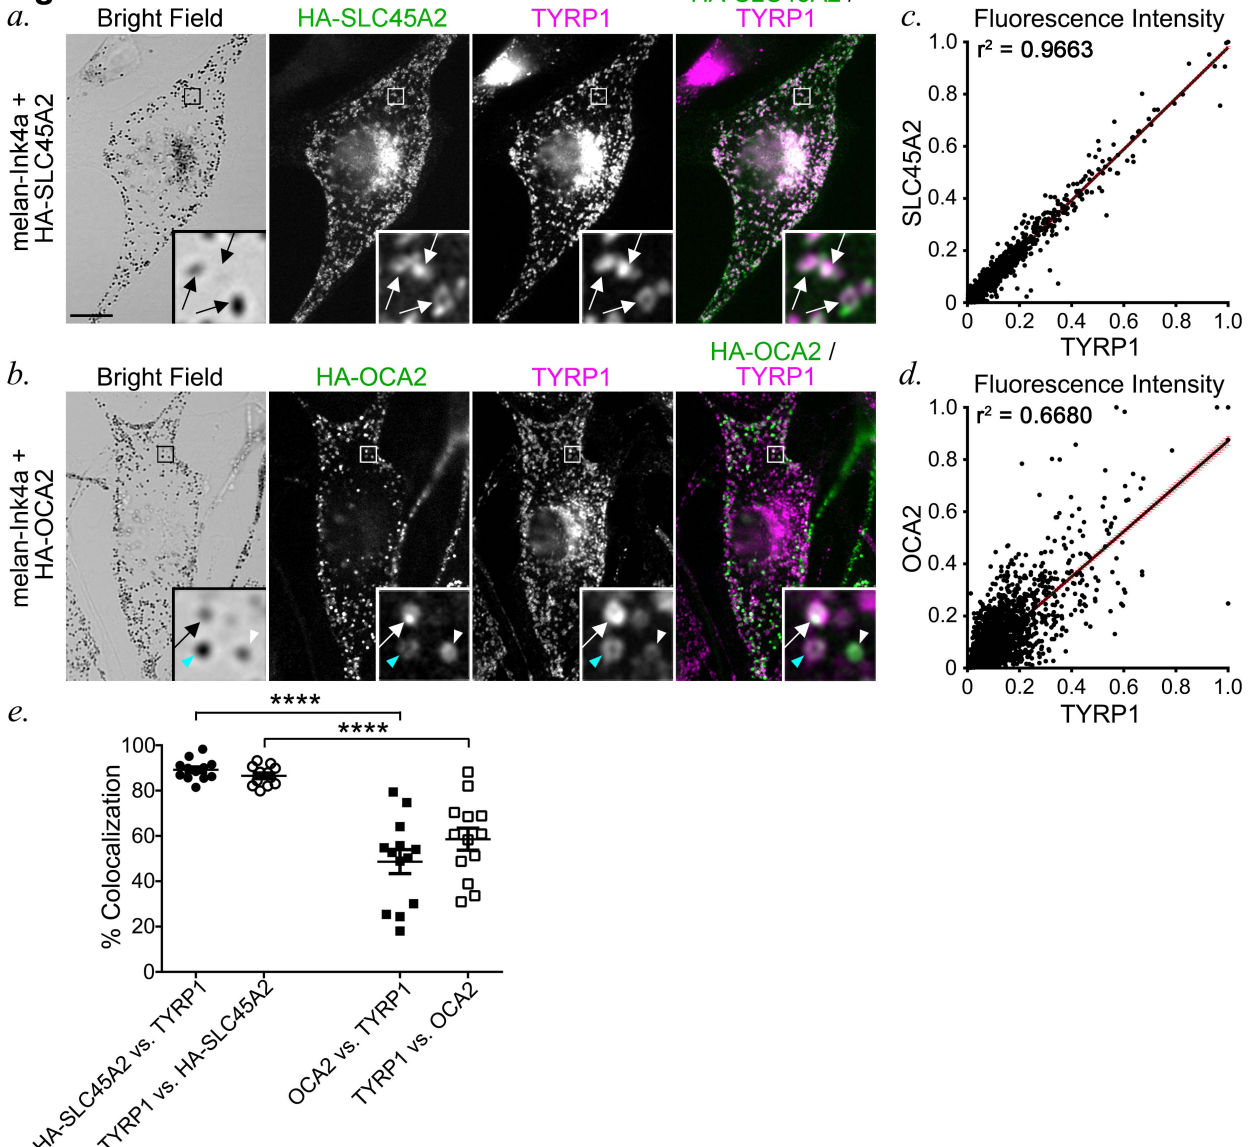 a.
Bright Field
HA-SLC45A2
TYRP1
TYRP1
melan-Ink4a +
HA-SLC45A2
c.
Fluorescence Intensity
r² = 0.9663
SLC45A2
1.0
0.8
0.6
0.4
0.2
0
0
0.2
0.4
0.6
0.8
1.0
TYRP1
b.
Bright Field
HA-OCA2
TYRP1
HA-OCA2 /
TYRP1
melan-Ink4a +
HA-OCA2
d.
Fluorescence Intensity
r² = 0.6680
OCA2
1.0
0.8
0.6
0.4
0.2
0
0
0.2
0.4
0.6
0.8
1.0
TYRP1
e.
****
****
% Colocalization
100
80
60
40
20
0
HA-SLC45A2 vs. TYRP1
TYRP1 vs. HA-SLC45A2
OCA2 vs. TYRP1
TYRP1 vs. OCA2